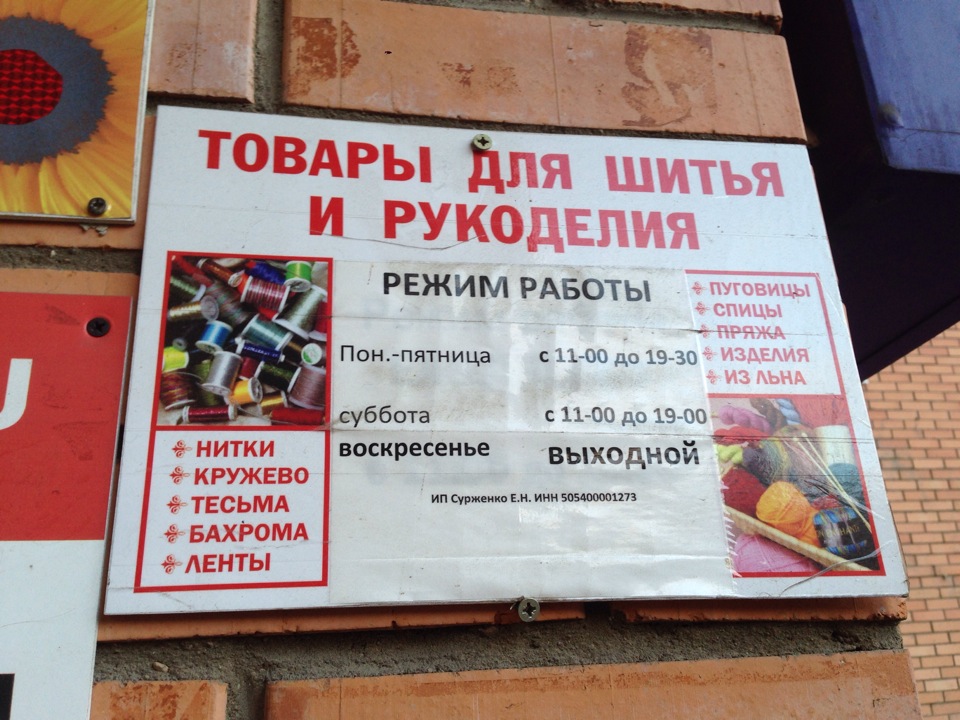 ТОВАРЫ ДЛЯ ШИТЬЯ
И РУКОДЕЛИЯ
РЕЖИМ РАБОТЫ
Пон.-пятница с 11-00 до 19-30
суббота с 11-00 до 19-00
воскресенье ВЫХОДНОЙ
ИП Сурженко Е.Н. ИНН 505400001273
НИТКИ
КРУЖЕВО
ТЕСЬМА
БАХРОМА
ЛЕНТЫ
ПУГОВИЦЫ
СПИЦЫ
ПРЯЖА
ИЗДЕЛИЯ
ИЗ ЛЬНА